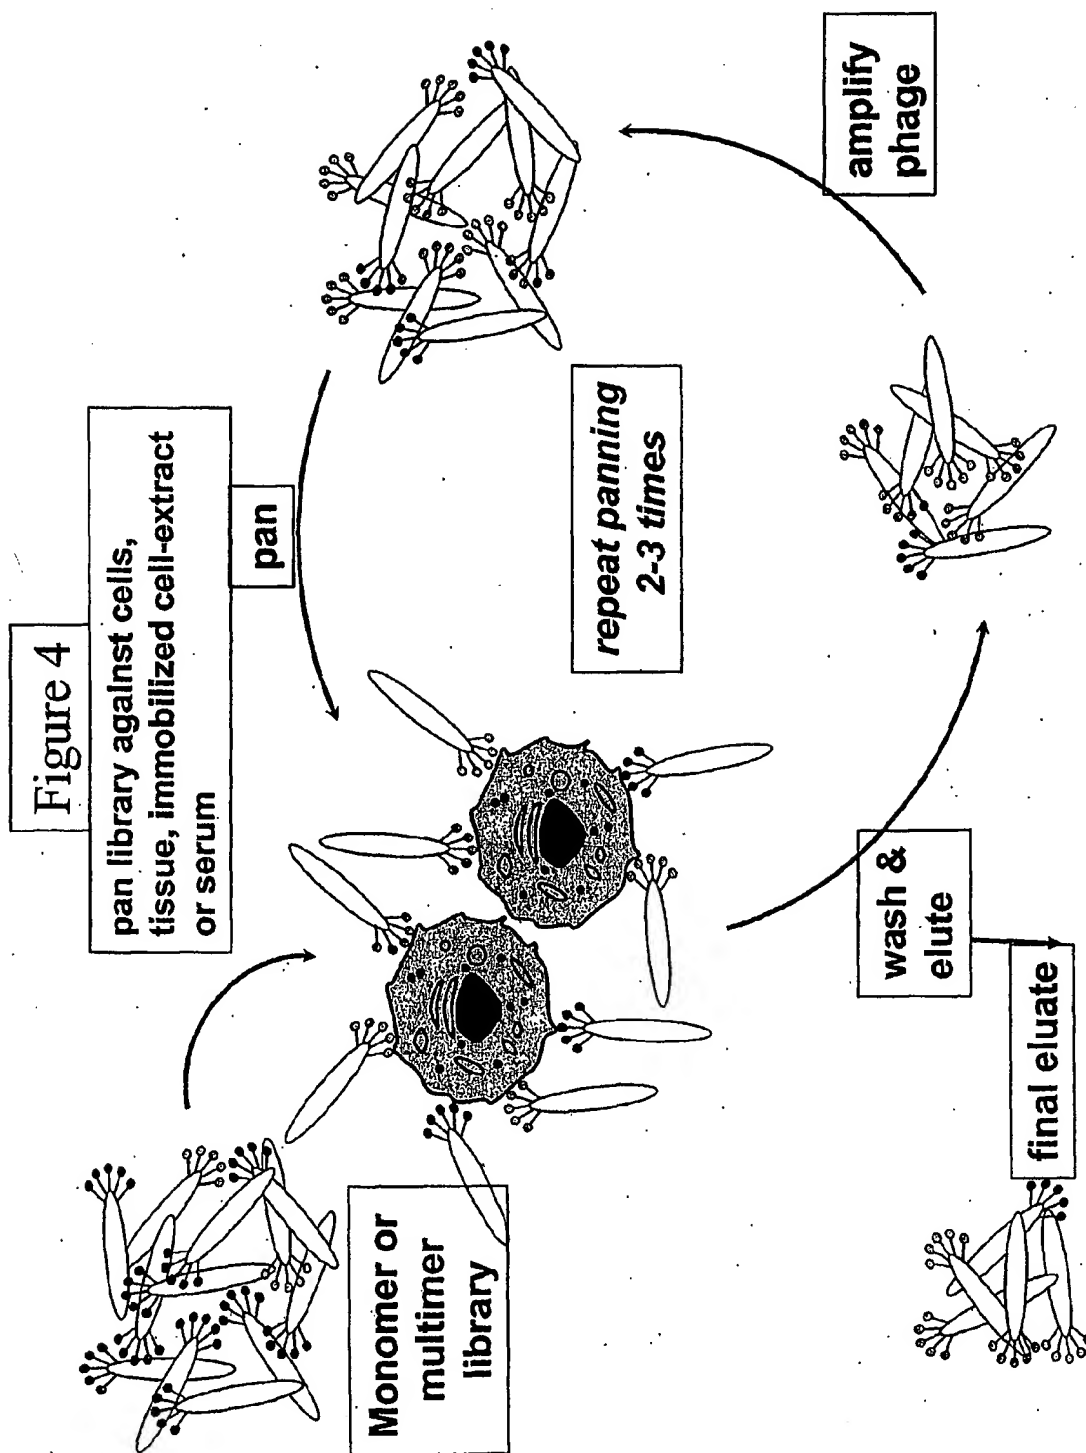 Figure 4
pan library against cells,
tissue, immobilized cell-extract
or serum
pan
Monomer or
multimer
library
repeat panning
2-3 times
amplify
phage
wash &
elute
final eluate